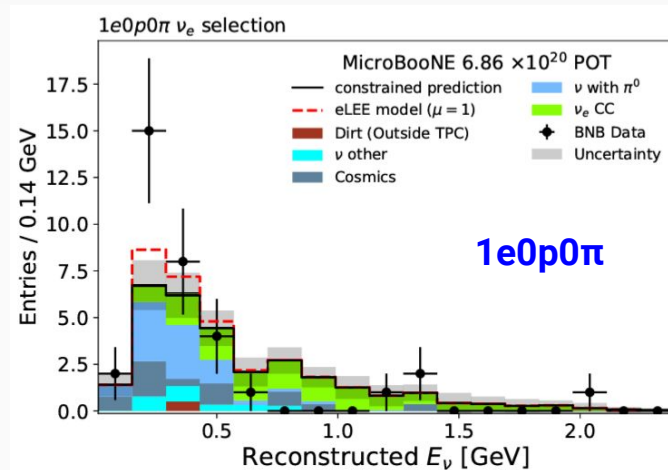 1e0p0π νe selection
MicroBooNE 6.86 ×10²⁰ POT
constrained prediction
eLEE model (μ = 1)
Dirt (Outside TPC)
ν other
Cosmics
ν with π⁰
νe CC
BNB Data
Uncertainty
1e0p0π
Entries / 0.14 GeV
17.5
15.0
12.5
10.0
7.5
5.0
2.5
0.0
0.5
1.0
1.5
2.0
Reconstructed Eν [GeV]